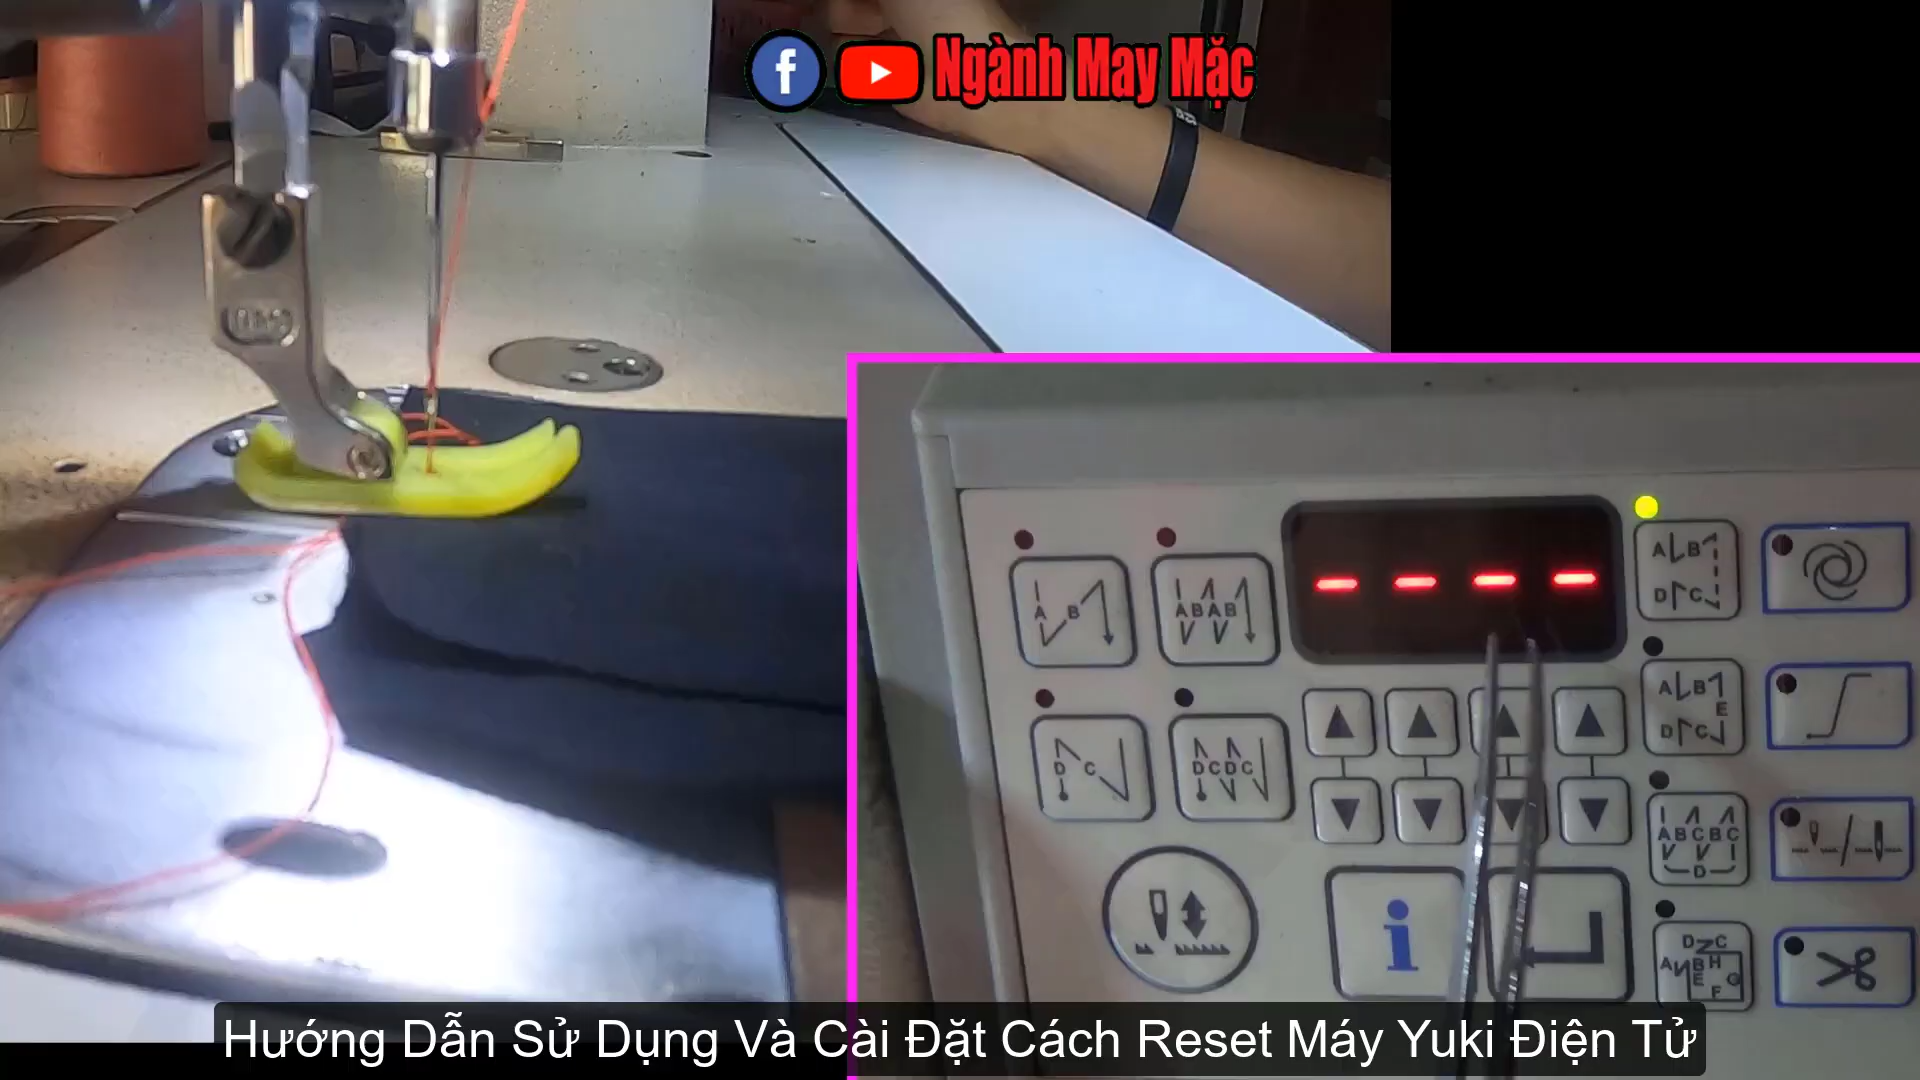 f
Ngành May Mặc
A B
A B A B
D C
D C D C
A B
D C
A B
E
D C
A B C B C
D
D C
A B H G
E
F
i
Hướng Dẫn Sử Dụng Và Cài Đặt Cách Reset Máy Yuki Điện Tử